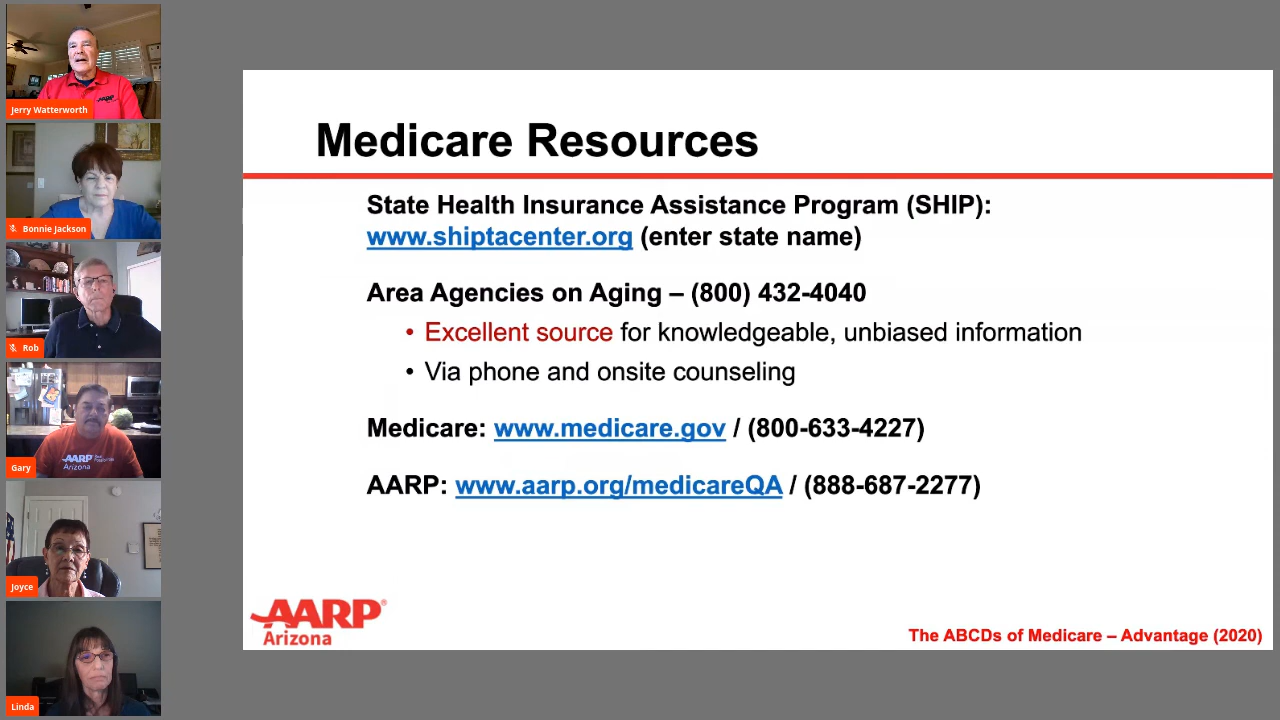 Jerry Watterworth
Bonnie Jackson
Rob
AARP
Arizona
Gary
Joyce
Linda
Medicare Resources
State Health Insurance Assistance Program (SHIP):
www.shiptacenter.org (enter state name)
Area Agencies on Aging – (800) 432-4040
• Excellent source for knowledgeable, unbiased information
• Via phone and onsite counseling
Medicare: www.medicare.gov / (800-633-4227)
AARP: www.aarp.org/medicareQA / (888-687-2277)
AARP®
Arizona
The ABCDs of Medicare – Advantage (2020)